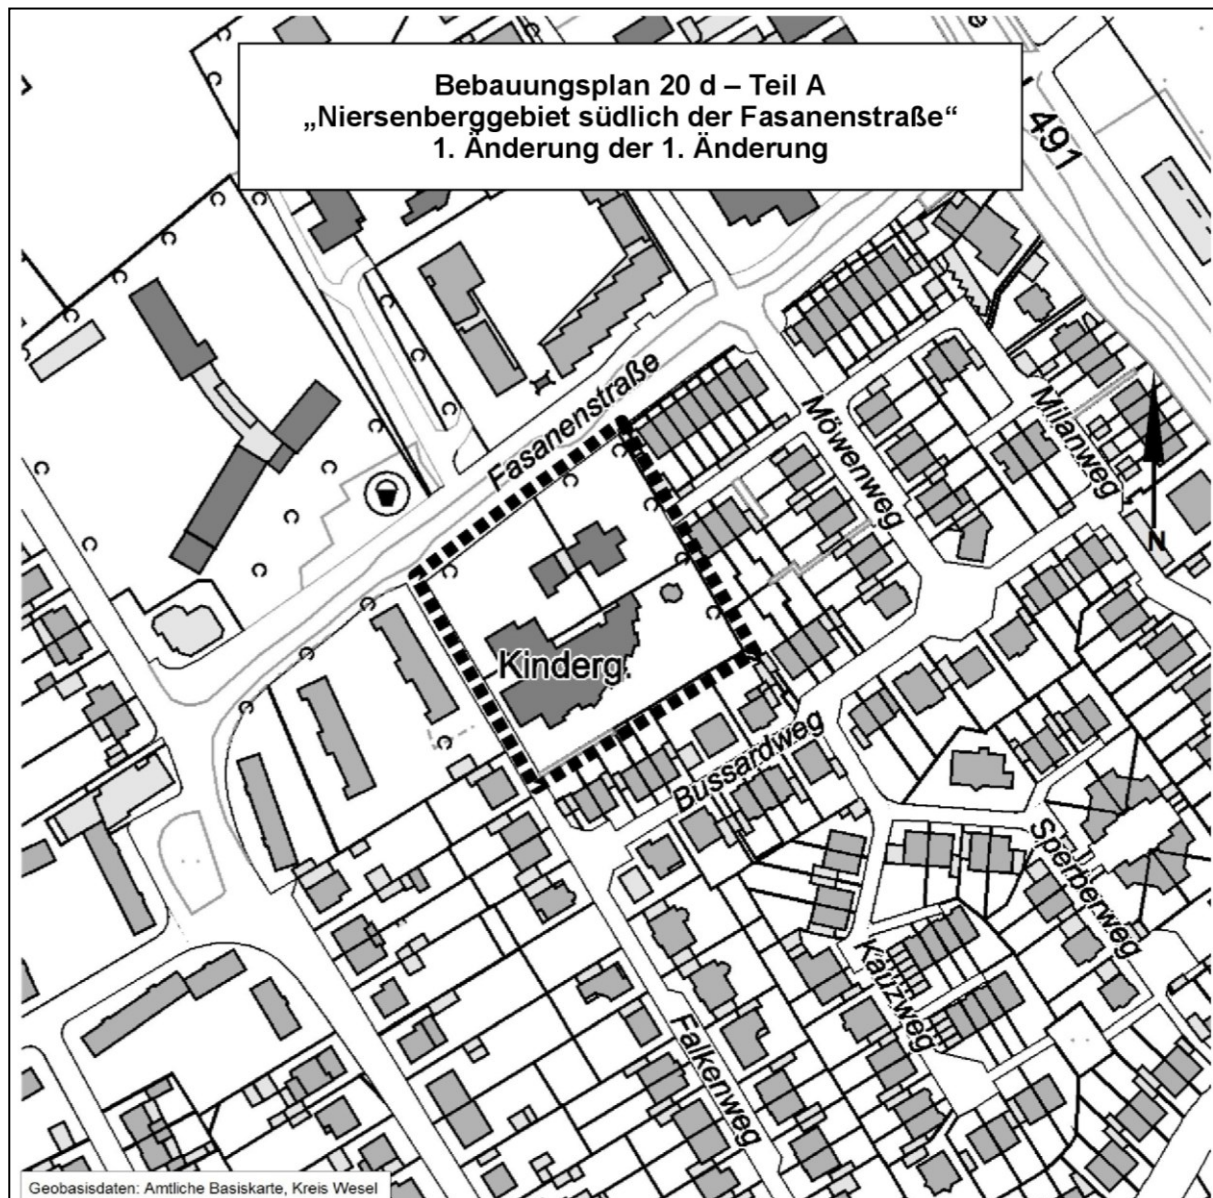 Bebauungsplan 20 d – Teil A
„Niersenberggebiet südlich der Fasanenstraße“
1. Änderung der 1. Änderung
491
Fasanenstraße
Möwenweg
Milanweg
N
Kinderg.
Bussardweg
Sperberweg
Kauzweg
Falkenweg
Geobasisdaten: Amtliche Basiskarte, Kreis Wesel